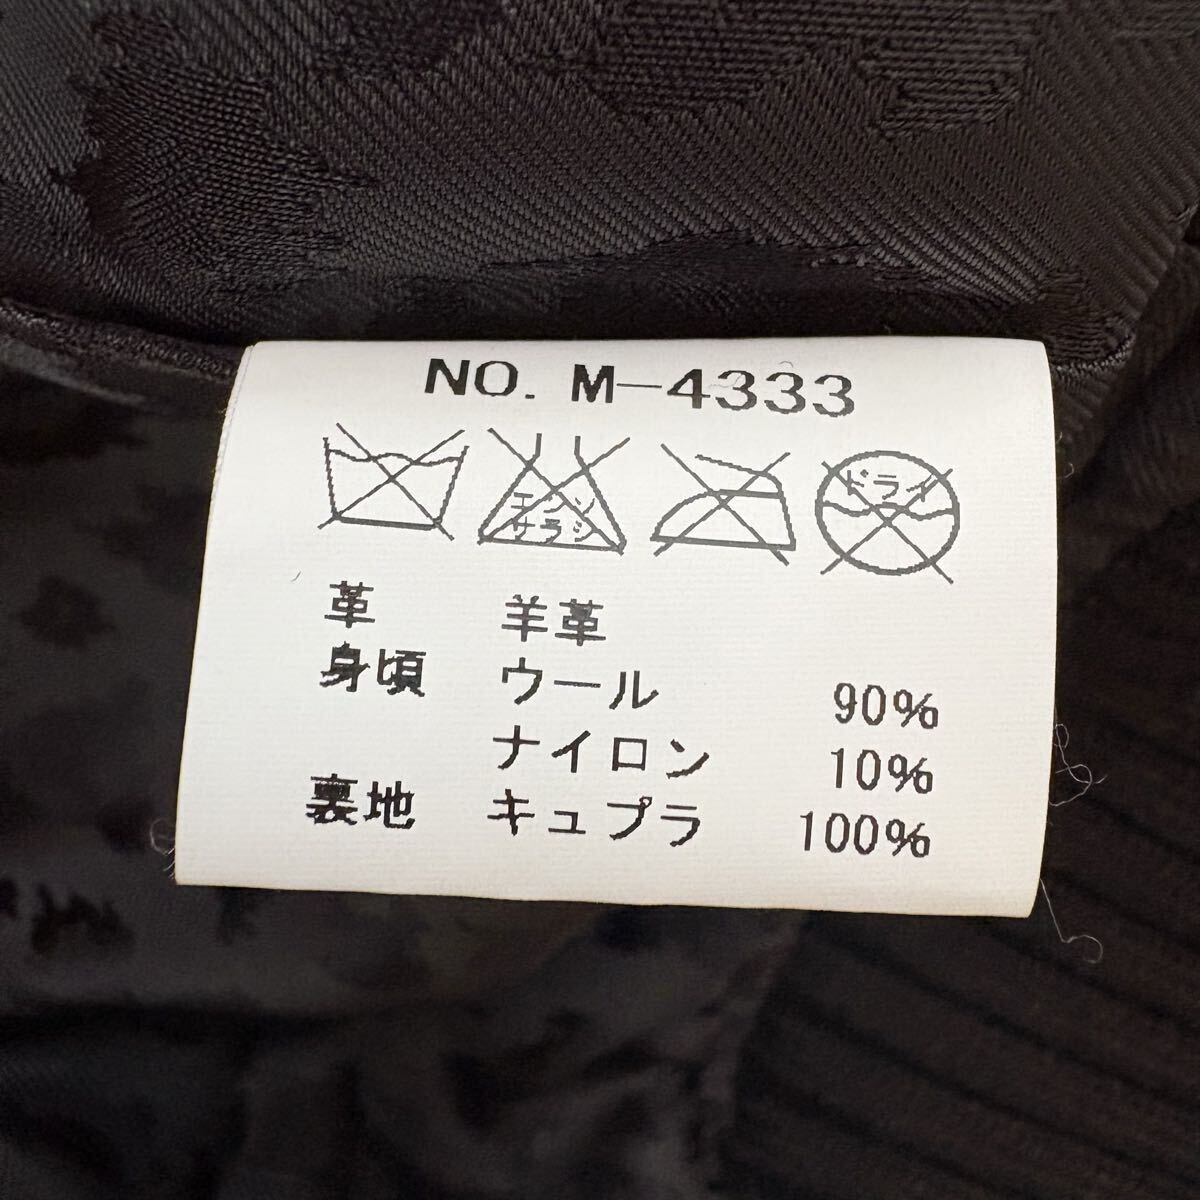 NO. M-4333
エンソ
サラシ
ドライ
革 羊革
身頃 ウール 90%
ナイロン 10%
裏地 キュプラ 100%